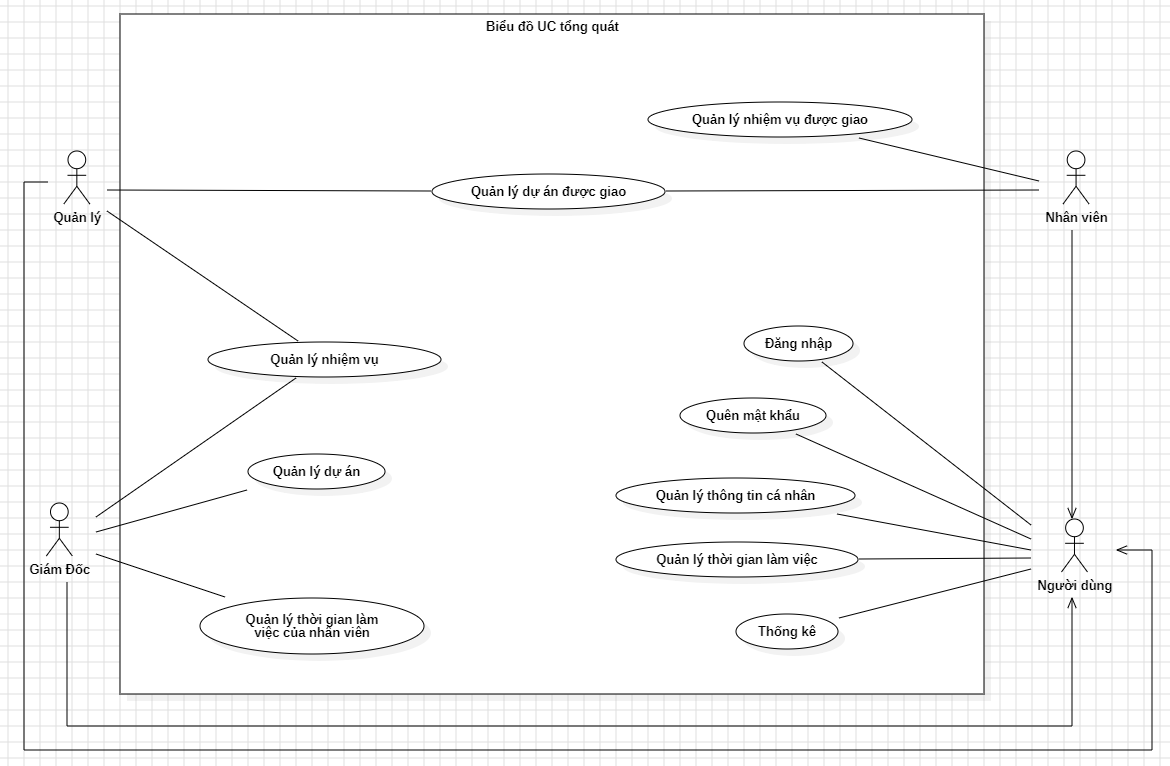 Biểu đồ UC tổng quát
Quản lý nhiệm vụ được giao
Quản lý dự án được giao
Quản lý
Nhân viên
Đăng nhập
Quản lý nhiệm vụ
Quên mật khẩu
Quản lý dự án
Quản lý thông tin cá nhân
Quản lý thời gian làm việc
Giám Đốc
Người dùng
Quản lý thời gian làm
việc của nhân viên
Thống kê